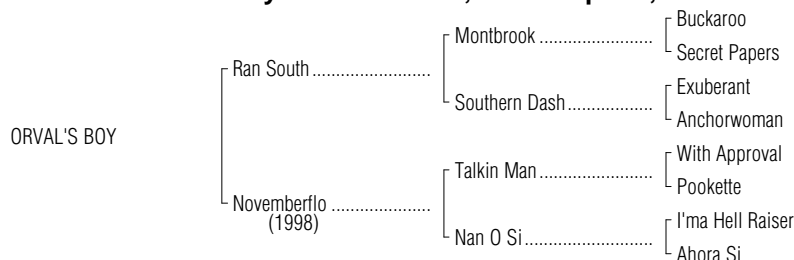 Buckaroo
Montbrook
Secret Papers
Ran South
Exuberant
Southern Dash
Anchorwoman
ORVAL'S BOY
With Approval
Talkin Man
Pookette
Novemberflo
(1998)
I'ma Hell Raiser
Nan O Si
Ahora Si